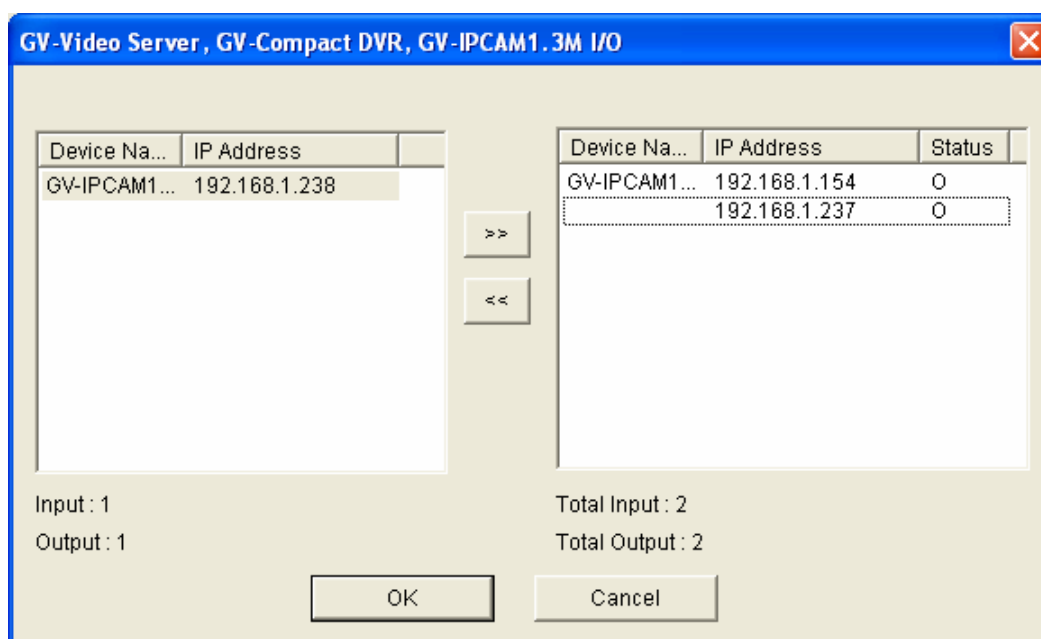 GV-Video Server, GV-Compact DVR, GV-IPCAM1.3M I/O
Device Na... IP Address
GV-IPCAM1... 192.168.1.238
>>
<<
Device Na... IP Address Status
GV-IPCAM1... 192.168.1.154 O
192.168.1.237 O
Input : 1
Output : 1
Total Input : 2
Total Output : 2
OK Cancel